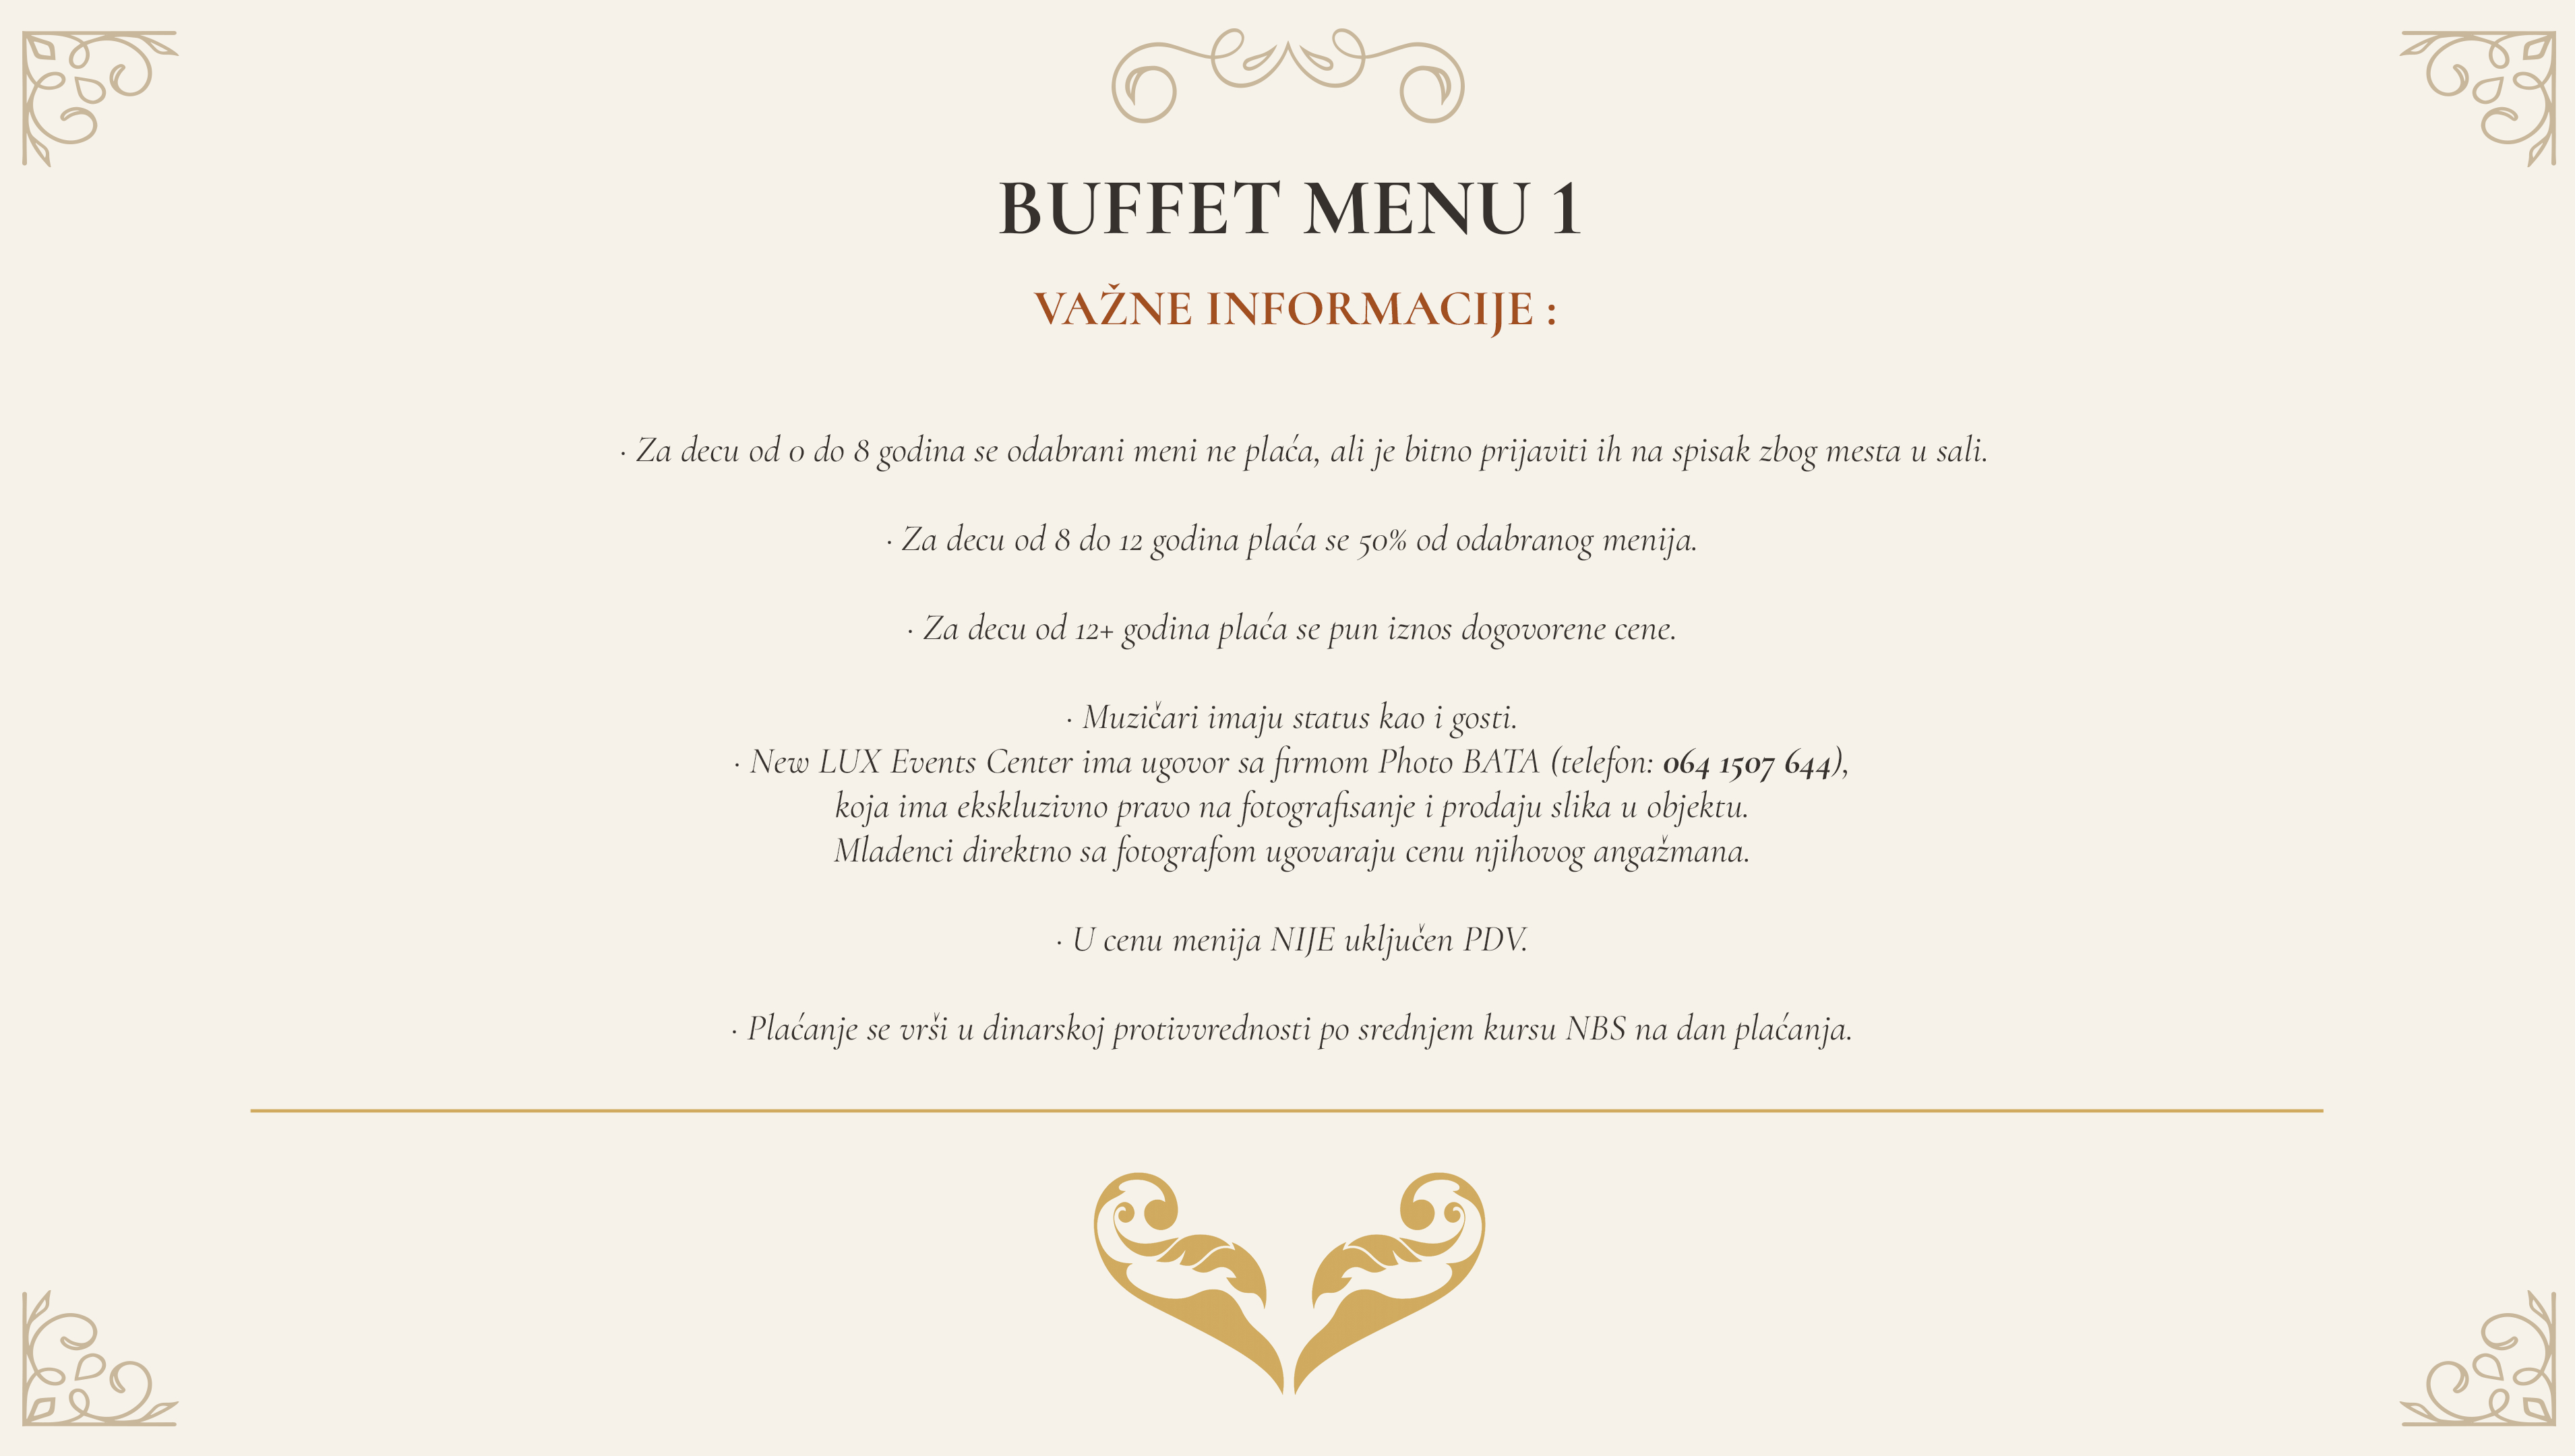 BUFFET MENU 1
VAŽNE INFORMACIJE :
· Za decu od 0 do 8 godina se odabrani meni ne plaća, ali je bitno prijaviti ih na spisak zbog mesta u sali.
· Za decu od 8 do 12 godina plaća se 50% od odabranog menija.
· Za decu od 12+ godina plaća se pun iznos dogovorene cene.
· Muzičari imaju status kao i gosti.
· New LUX Events Center ima ugovor sa firmom Photo BATA (telefon: 064 1507 644),
koja ima ekskluzivno pravo na fotografisanje i prodaju slika u objektu.
Mladenci direktno sa fotografom ugovaraju cenu njihovog angažmana.
· U cenu menija NIJE uključen PDV.
· Plaćanje se vrši u dinarskoj protivvrednosti po srednjem kursu NBS na dan plaćanja.